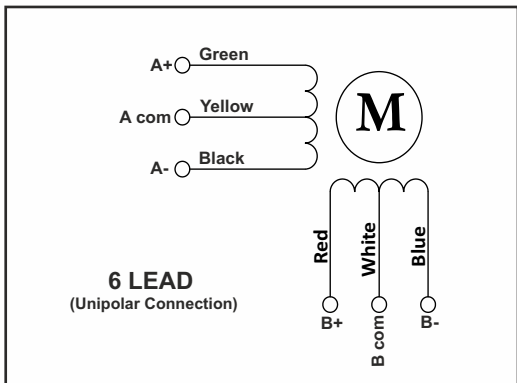 A+ Green
A com Yellow
A- Black
M
Red White Blue
B+ B com B-
6 LEAD
(Unipolar Connection)